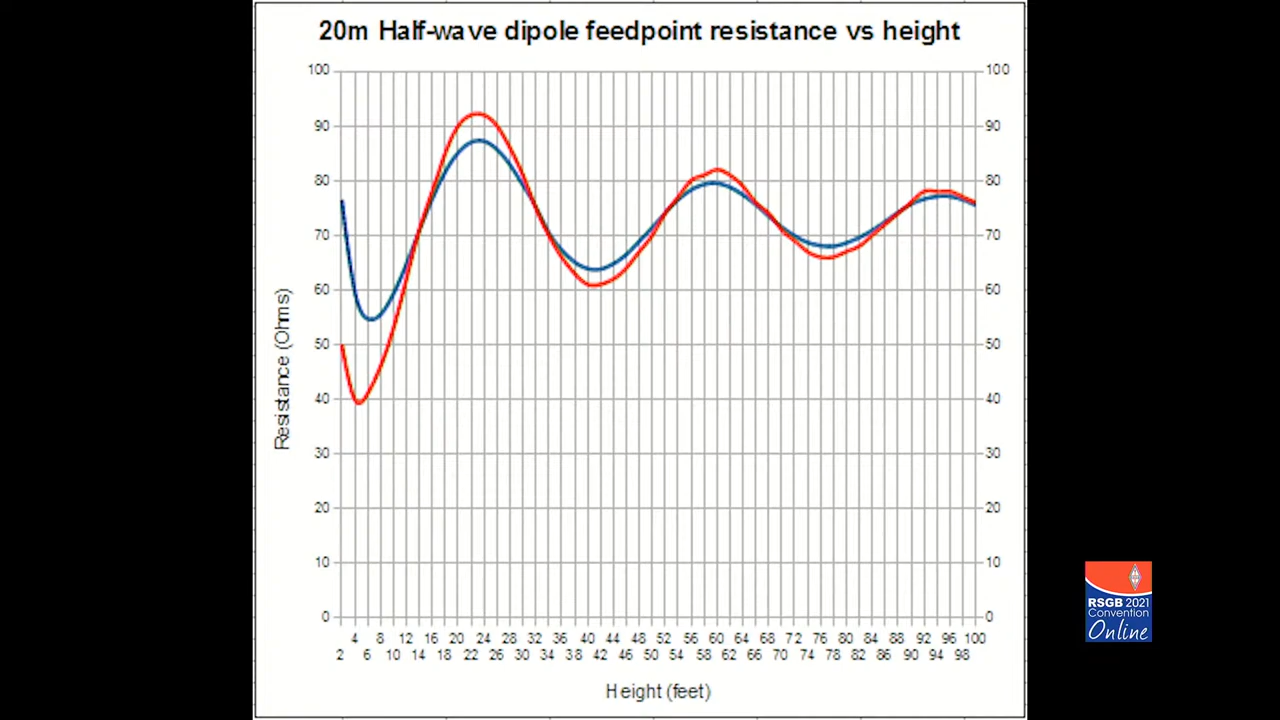 20m Half-wave dipole feedpoint resistance vs height
100 100
90 90
80 80
70 70
60 60
50 50
40 40
30 30
20 20
10 10
0 0
Resistance (Ohms)
4 8 12 16 20 24 28 32 36 40 44 48 52 56 60 64 68 72 76 80 84 88 92 96 100
2 6 10 14 18 22 26 30 34 38 42 46 50 54 58 62 66 70 74 78 82 86 90 94 98
Height (feet)
RSGB 2021
Convention
Online